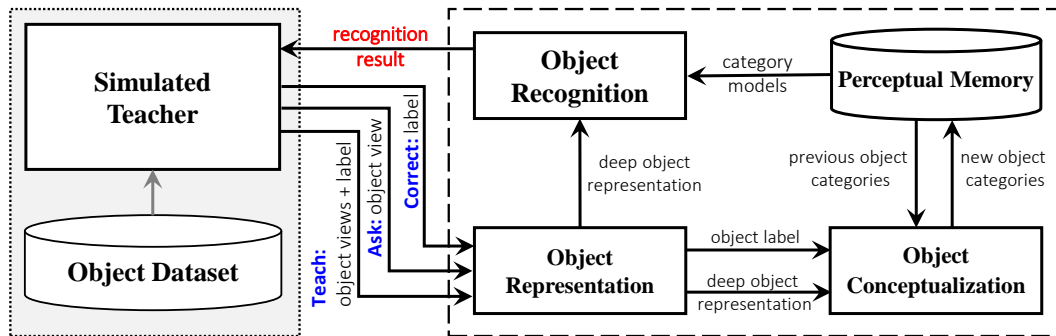 Simulated
Teacher
Object Dataset
recognition
result
Teach:
object views + label
Ask: object view
Correct: label
Object
Recognition
category
models
Perceptual Memory
deep object
representation
previous object
categories
new object
categories
Object
Representation
object label
deep object
representation
Object
Conceptualization